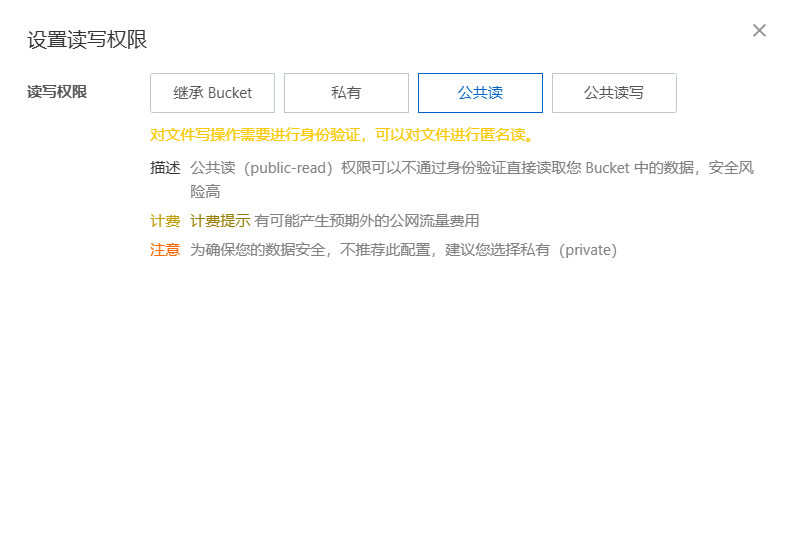 设置读写权限
读写权限 继承 Bucket 私有 公共读 公共读写
对文件写操作需要进行身份验证，可以对文件进行匿名读。
描述 公共读（public-read）权限可以不通过身份验证直接读取您 Bucket 中的数据，安全风
险高
计费 计费提示 有可能产生预期外的公网流量费用
注意 为确保您的数据安全，不推荐此配置，建议您选择私有（private）